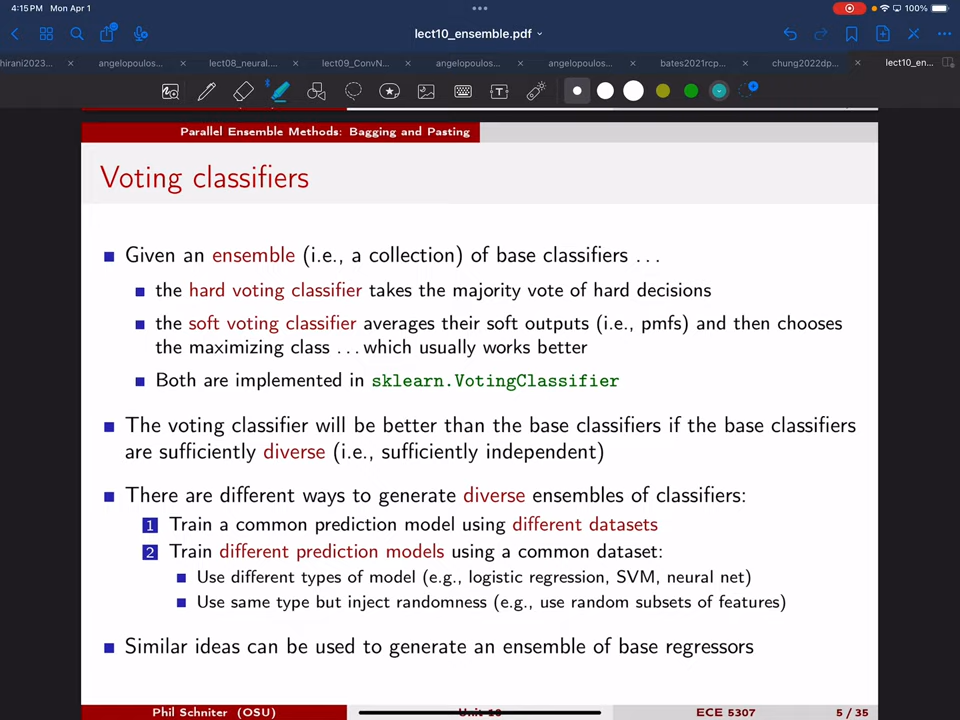 4:15 PM Mon Apr 1
100%
lect10_ensemble.pdf
hirani2023...
angelopoulos...
lect08_neural...
lect09_ConvN...
angelopoulos...
angelopoulos...
bates2021rcp...
chung2022dp...
lect10_en...
Parallel Ensemble Methods: Bagging and Pasting
Voting classifiers
Given an ensemble (i.e., a collection) of base classifiers ...
the hard voting classifier takes the majority vote of hard decisions
the soft voting classifier averages their soft outputs (i.e., pmfs) and then chooses
the maximizing class ...which usually works better
Both are implemented in sklearn.VotingClassifier
The voting classifier will be better than the base classifiers if the base classifiers
are sufficiently diverse (i.e., sufficiently independent)
There are different ways to generate diverse ensembles of classifiers:
1 Train a common prediction model using different datasets
2 Train different prediction models using a common dataset:
Use different types of model (e.g., logistic regression, SVM, neural net)
Use same type but inject randomness (e.g., use random subsets of features)
Similar ideas can be used to generate an ensemble of base regressors
Phil Schniter (OSU)
Unit 10
ECE 5307
5 / 35